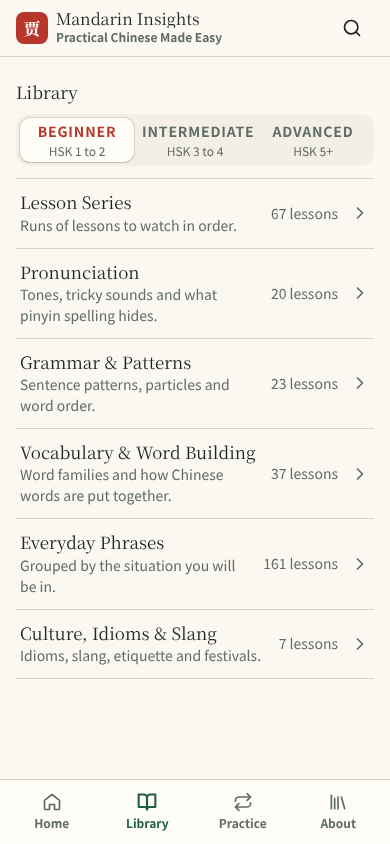 贾
Mandarin Insights
Practical Chinese Made Easy
Library
BEGINNER
HSK 1 to 2
INTERMEDIATE
HSK 3 to 4
ADVANCED
HSK 5+
Lesson Series
Runs of lessons to watch in order.
67 lessons
Pronunciation
Tones, tricky sounds and what
pinyin spelling hides.
20 lessons
Grammar & Patterns
Sentence patterns, particles and
word order.
23 lessons
Vocabulary & Word Building
Word families and how Chinese
words are put together.
37 lessons
Everyday Phrases
Grouped by the situation you will
be in.
161 lessons
Culture, Idioms & Slang
Idioms, slang, etiquette and festivals.
7 lessons
Home
Library
Practice
About